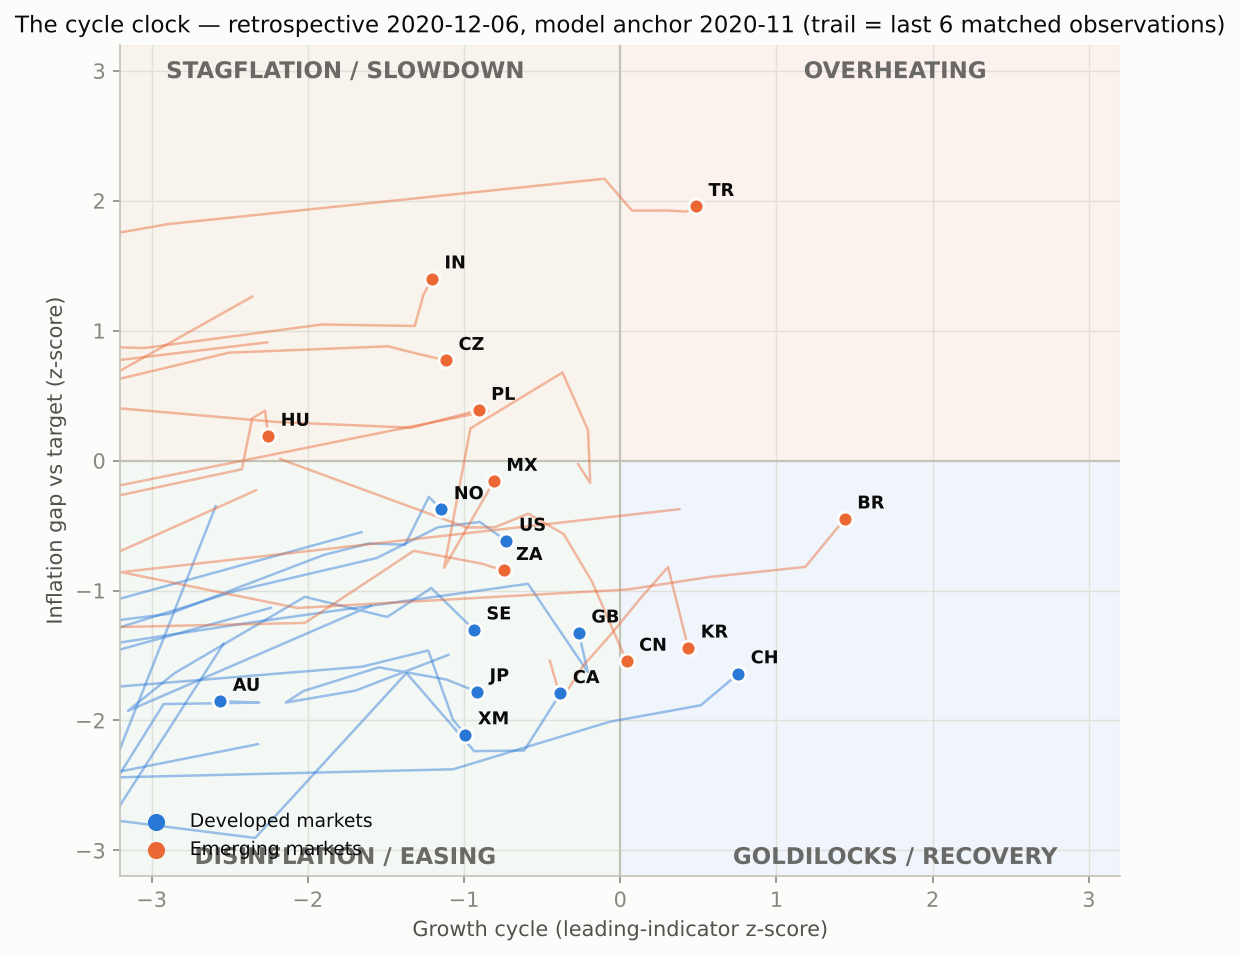 The cycle clock — retrospective 2020-12-06, model anchor 2020-11 (trail = last 6 matched observations)
STAGFLATION / SLOWDOWN
OVERHEATING
3
TR
2
IN
CZ
1
PL
HU
0
MX
NO
BR
US
ZA
−1
SE
GB
KR
CN
CH
JP
CA
AU
XM
−2
Developed markets
Emerging markets
−3
DISINFLATION / EASING
GOLDILOCKS / RECOVERY
−3 −2 −1 0 1 2 3
Growth cycle (leading-indicator z-score)
Inflation gap vs target (z-score)